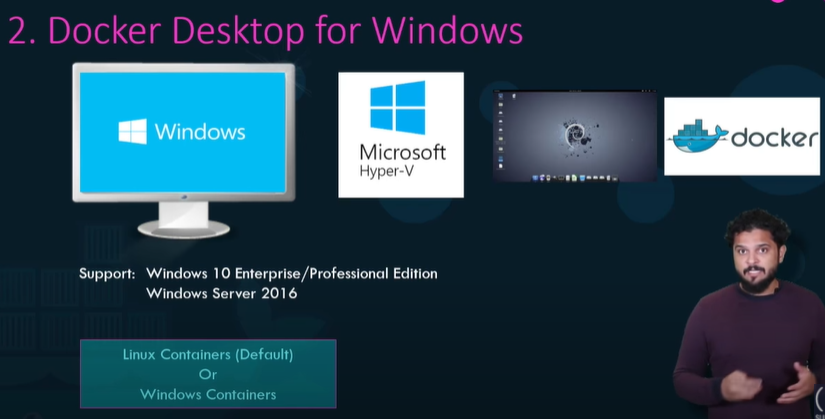 2. Docker Desktop for Windows
Windows
Microsoft
Hyper-V
docker
Support: Windows 10 Enterprise/Professional Edition
Windows Server 2016
Linux Containers (Default)
Or
Windows Containers